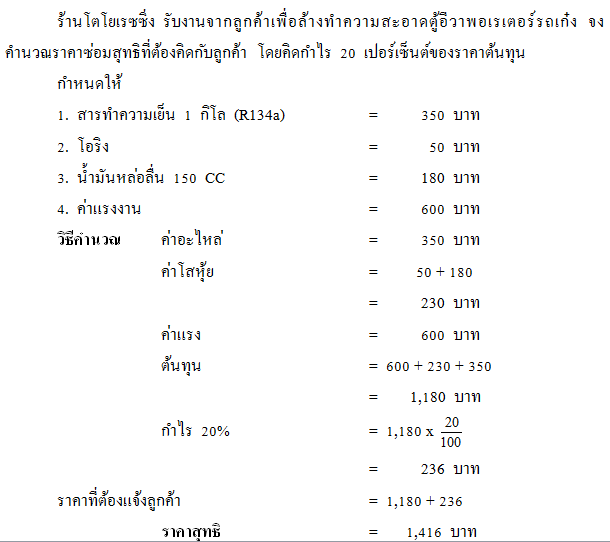 ร้านโตโยเรซซิ่ง รับงานจากลูกค้าเพื่อล้างทำความสะอาดตู้อีวาพอเรเตอร์รถเก๋ง จง
คำนวณราคาซ่อมสุทธิที่ต้องคิดกับลูกค้า โดยคิดกำไร 20 เปอร์เซ็นต์ของราคาต้นทุน
กำหนดให้
1. สารทำความเย็น 1 กิโล (R134a) = 350 บาท
2. โอริง = 50 บาท
3. น้ำมันหล่อลื่น 150 CC = 180 บาท
4. ค่าแรงงาน = 600 บาท
วิธีคำนวณ ค่าอะไหล่ = 350 บาท
ค่าโสหุ้ย = 50 + 180
= 230 บาท
ค่าแรง = 600 บาท
ต้นทุน = 600 + 230 + 350
= 1,180 บาท
กำไร 20% = 1,180 x 20/100
= 236 บาท
ราคาที่ต้องแจ้งลูกค้า = 1,180 + 236
ราคาสุทธิ = 1,416 บาท